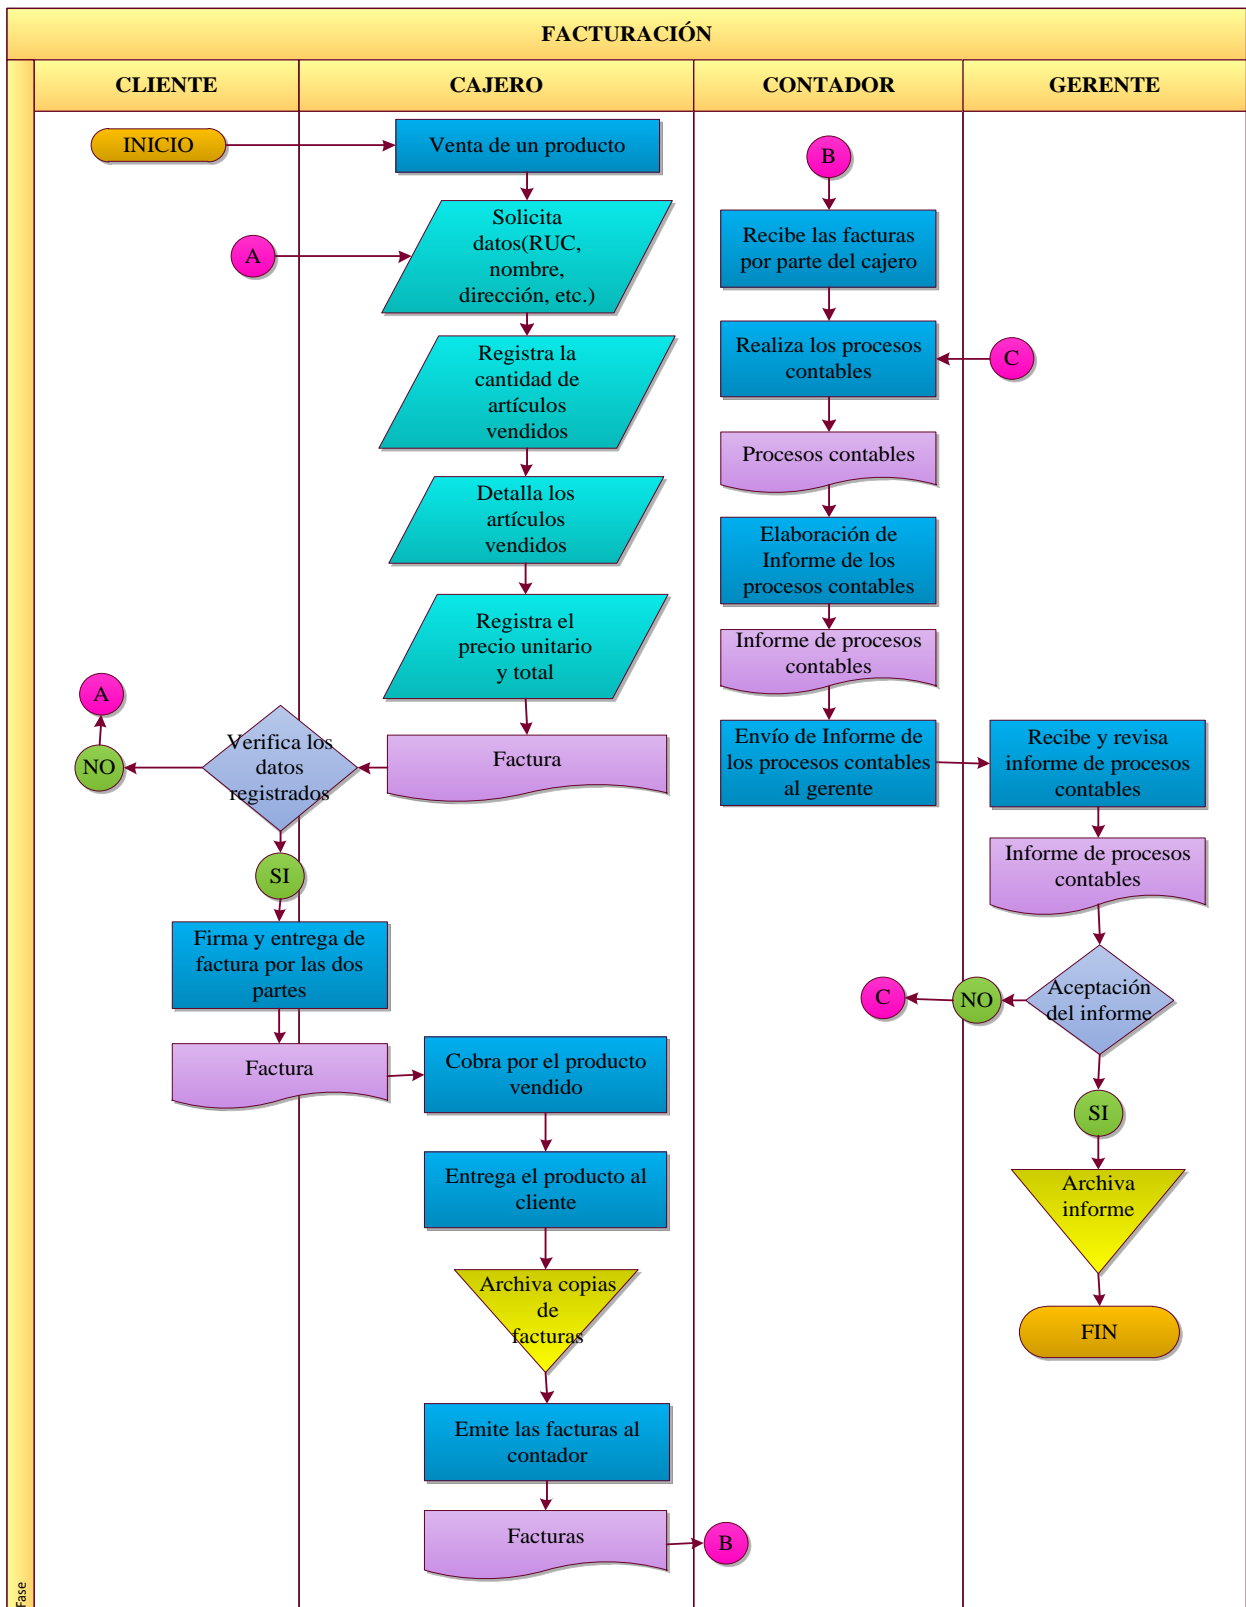 FACTURACIÓN
CLIENTE
CAJERO
CONTADOR
GERENTE
INICIO
Venta de un producto
Solicita
datos(RUC,
nombre,
dirección, etc.)
A
Registra la
cantidad de
artículos
vendidos
Detalla los
artículos
vendidos
Registra el
precio unitario
y total
Factura
Verifica los
datos
registrados
NO
A
SI
Firma y entrega de
factura por las dos
partes
Factura
Cobra por el producto
vendido
Entrega el producto al
cliente
Archiva copias
de
facturas
Emite las facturas al
contador
Facturas
B
B
Recibe las facturas
por parte del cajero
Realiza los procesos
contables
C
Procesos contables
Elaboración de
Informe de los
procesos contables
Informe de procesos
contables
Envío de Informe de
los procesos contables
al gerente
Recibe y revisa
informe de procesos
contables
Informe de procesos
contables
Aceptación
del informe
NO
C
SI
Archiva
informe
FIN
Fase